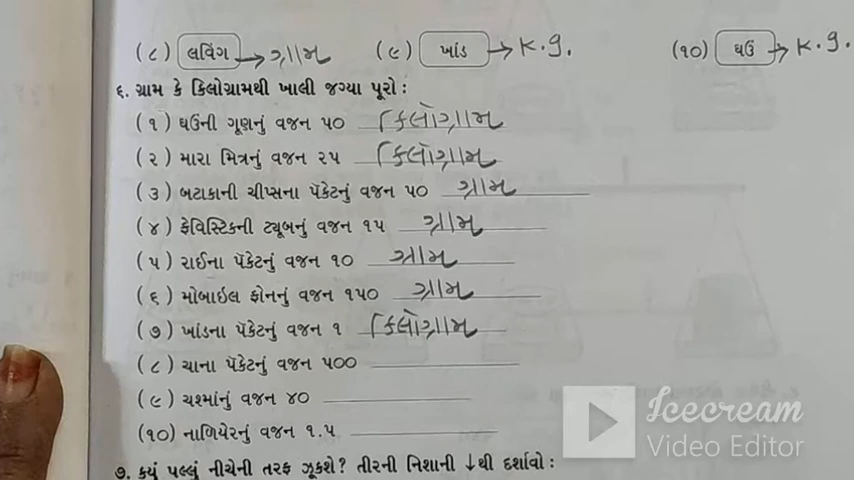 (૮) લવિંગ → ગ્રામ (૯) ખાંડ → K.g. (૧૦) ઘઉં → K.g.
૬. ગ્રામ કે કિલોગ્રામથી ખાલી જગ્યા પૂરો :
(૧) ઘઉંની ગૂણનું વજન ૫૦ કિલોગ્રામ
(૨) મારા મિત્રનું વજન ૨૫ કિલોગ્રામ
(૩) બટાકાની ચીપ્સના પૅકેટનું વજન ૫૦ ગ્રામ
(૪) ફેવિસ્ટિકની ટ્યૂબનું વજન ૧૫ ગ્રામ
(૫) રાઈના પૅકેટનું વજન ૧૦ ગ્રામ
(૬) મોબાઇલ ફોનનું વજન ૧૫૦ ગ્રામ
(૭) ખાંડના પૅકેટનું વજન ૧ કિલોગ્રામ
(૮) ચાના પૅકેટનું વજન ૫૦૦
(૯) ચશ્માંનું વજન ૪૦
(૧૦) નાળિયેરનું વજન ૧.૫
૭. કયું પલ્લું નીચેની તરફ ઝૂકશે? તીરની નિશાની ↓થી દર્શાવો :
Icecream
Video Editor